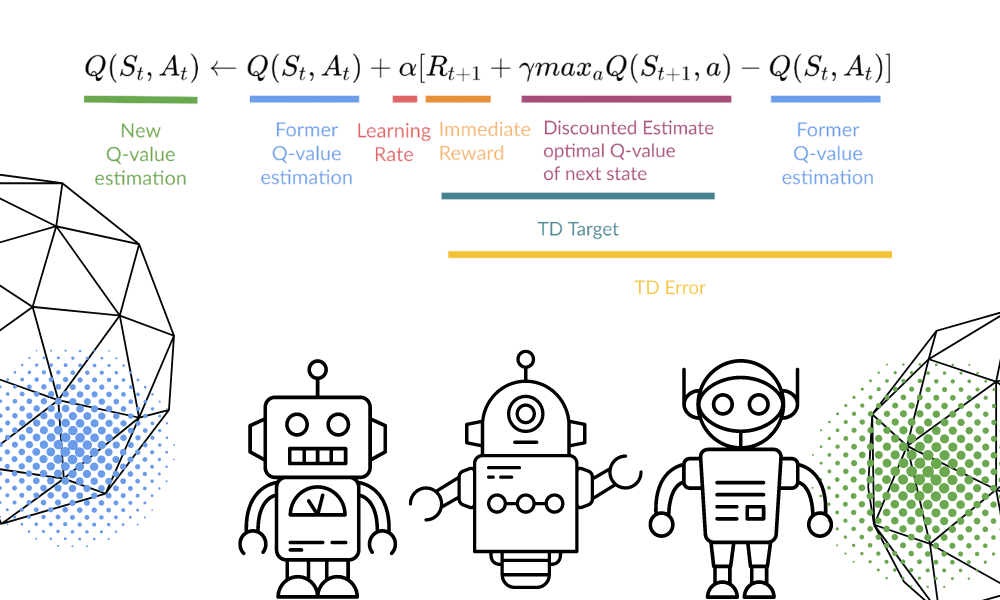 Q(S_t, A_t) ← Q(S_t, A_t) + α[R_{t+1} + γmax_aQ(S_{t+1}, a) − Q(S_t, A_t)]
New
Q-value
estimation
Former
Q-value
estimation
Learning
Rate
Immediate
Reward
Discounted Estimate
optimal Q-value
of next state
Former
Q-value
estimation
TD Target
TD Error